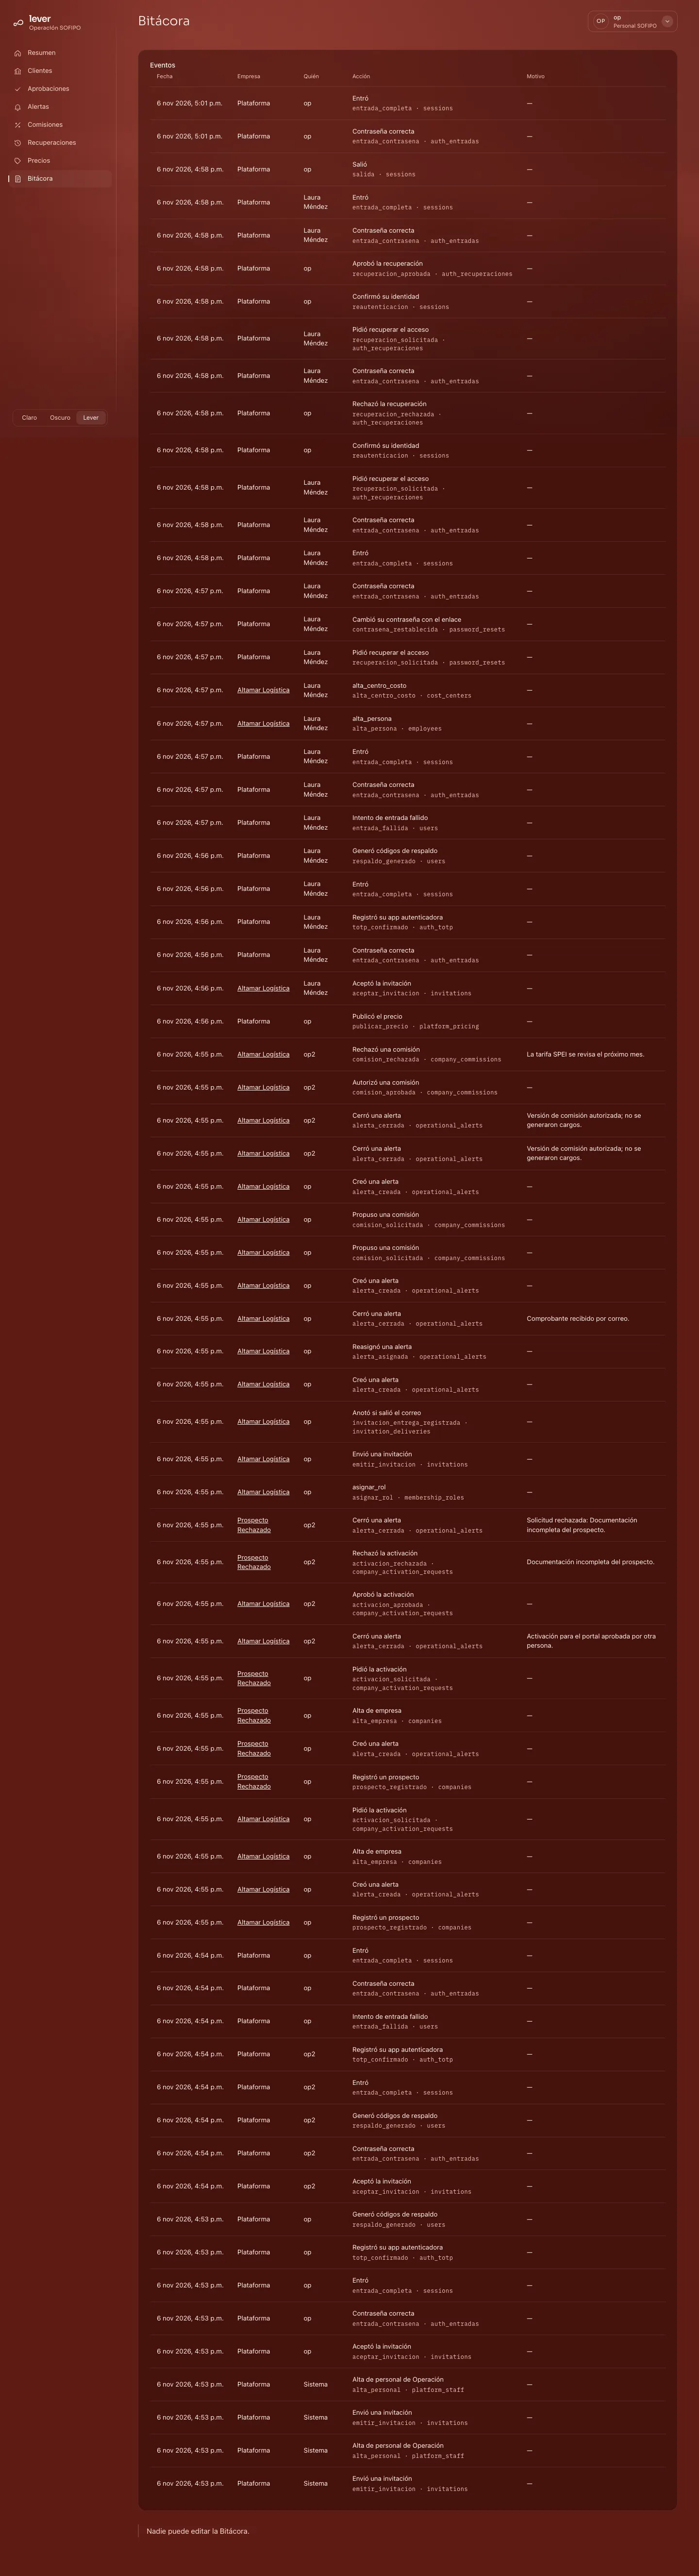 lever
Operación SOFIPO
Resumen
Clientes
Aprobaciones
Alertas
Comisiones
Recuperaciones
Precios
Bitácora
Claro Oscuro Lever
Bitácora
OP
op
Personal SOFIPO
Eventos
Fecha Empresa Quién Acción Motivo
6 nov 2026, 5:01 p.m. Plataforma op Entró —
entrada_completa · sessions
6 nov 2026, 5:01 p.m. Plataforma op Contraseña correcta —
entrada_contrasena · auth_entradas
6 nov 2026, 4:58 p.m. Plataforma op Salió —
salida · sessions
6 nov 2026, 4:58 p.m. Plataforma Laura Méndez Entró —
entrada_completa · sessions
6 nov 2026, 4:58 p.m. Plataforma Laura Méndez Contraseña correcta —
entrada_contrasena · auth_entradas
6 nov 2026, 4:58 p.m. Plataforma op Aprobó la recuperación —
recuperacion_aprobada · auth_recuperaciones
6 nov 2026, 4:58 p.m. Plataforma op Confirmó su identidad —
reautenticacion · sessions
6 nov 2026, 4:58 p.m. Plataforma Laura Méndez Pidió recuperar el acceso —
recuperacion_solicitada ·
auth_recuperaciones
6 nov 2026, 4:58 p.m. Plataforma Laura Méndez Contraseña correcta —
entrada_contrasena · auth_entradas
6 nov 2026, 4:58 p.m. Plataforma op Rechazó la recuperación —
recuperacion_rechazada ·
auth_recuperaciones
6 nov 2026, 4:58 p.m. Plataforma op Confirmó su identidad —
reautenticacion · sessions
6 nov 2026, 4:58 p.m. Plataforma Laura Méndez Pidió recuperar el acceso —
recuperacion_solicitada ·
auth_recuperaciones
6 nov 2026, 4:58 p.m. Plataforma Laura Méndez Contraseña correcta —
entrada_contrasena · auth_entradas
6 nov 2026, 4:58 p.m. Plataforma Laura Méndez Entró —
entrada_completa · sessions
6 nov 2026, 4:57 p.m. Plataforma Laura Méndez Contraseña correcta —
entrada_contrasena · auth_entradas
6 nov 2026, 4:57 p.m. Plataforma Laura Méndez Cambió su contraseña con el enlace —
contrasena_restablecida · password_resets
6 nov 2026, 4:57 p.m. Plataforma Laura Méndez Pidió recuperar el acceso —
recuperacion_solicitada · password_resets
6 nov 2026, 4:57 p.m. Altamar Logística Laura Méndez alta_centro_costo —
alta_centro_costo · cost_centers
6 nov 2026, 4:57 p.m. Altamar Logística Laura Méndez alta_persona —
alta_persona · employees
6 nov 2026, 4:57 p.m. Plataforma Laura Méndez Entró —
entrada_completa · sessions
6 nov 2026, 4:57 p.m. Plataforma Laura Méndez Contraseña correcta —
entrada_contrasena · auth_entradas
6 nov 2026, 4:57 p.m. Plataforma Laura Méndez Intento de entrada fallido —
entrada_fallida · users
6 nov 2026, 4:56 p.m. Plataforma Laura Méndez Generó códigos de respaldo —
respaldo_generado · users
6 nov 2026, 4:56 p.m. Plataforma Laura Méndez Entró —
entrada_completa · sessions
6 nov 2026, 4:56 p.m. Plataforma Laura Méndez Registró su app autenticadora —
totp_confirmado · auth_totp
6 nov 2026, 4:56 p.m. Plataforma Laura Méndez Contraseña correcta —
entrada_contrasena · auth_entradas
6 nov 2026, 4:56 p.m. Altamar Logística Laura Méndez Aceptó la invitación —
aceptar_invitacion · invitations
6 nov 2026, 4:56 p.m. Plataforma op Publicó el precio —
publicar_precio · platform_pricing
6 nov 2026, 4:55 p.m. Altamar Logística op2 Rechazó una comisión La tarifa SPEI se revisa el próximo mes.
comision_rechazada · company_commissions
6 nov 2026, 4:55 p.m. Altamar Logística op2 Autorizó una comisión —
comision_aprobada · company_commissions
6 nov 2026, 4:55 p.m. Altamar Logística op2 Cerró una alerta Versión de comisión autorizada; no se generaron cargos.
alerta_cerrada · operational_alerts
6 nov 2026, 4:55 p.m. Altamar Logística op2 Cerró una alerta Versión de comisión autorizada; no se generaron cargos.
alerta_cerrada · operational_alerts
6 nov 2026, 4:55 p.m. Altamar Logística op Creó una alerta —
alerta_creada · operational_alerts
6 nov 2026, 4:55 p.m. Altamar Logística op Propuso una comisión —
comision_solicitada · company_commissions
6 nov 2026, 4:55 p.m. Altamar Logística op Propuso una comisión —
comision_solicitada · company_commissions
6 nov 2026, 4:55 p.m. Altamar Logística op Creó una alerta —
alerta_creada · operational_alerts
6 nov 2026, 4:55 p.m. Altamar Logística op Cerró una alerta Comprobante recibido por correo.
alerta_cerrada · operational_alerts
6 nov 2026, 4:55 p.m. Altamar Logística op Reasignó una alerta —
alerta_asignada · operational_alerts
6 nov 2026, 4:55 p.m. Altamar Logística op Creó una alerta —
alerta_creada · operational_alerts
6 nov 2026, 4:55 p.m. Altamar Logística op Anotó si salió el correo —
invitacion_entrega_registrada ·
invitation_deliveries
6 nov 2026, 4:55 p.m. Altamar Logística op Envió una invitación —
emitir_invitacion · invitations
6 nov 2026, 4:55 p.m. Altamar Logística op asignar_rol —
asignar_rol · membership_roles
6 nov 2026, 4:55 p.m. Prospecto Rechazado op2 Cerró una alerta Solicitud rechazada: Documentación incompleta del prospecto.
alerta_cerrada · operational_alerts
6 nov 2026, 4:55 p.m. Prospecto Rechazado op2 Rechazó la activación Documentación incompleta del prospecto.
activacion_rechazada ·
company_activation_requests
6 nov 2026, 4:55 p.m. Altamar Logística op2 Aprobó la activación —
activacion_aprobada ·
company_activation_requests
6 nov 2026, 4:55 p.m. Altamar Logística op2 Cerró una alerta Activación para el portal aprobada por otra persona.
alerta_cerrada · operational_alerts
6 nov 2026, 4:55 p.m. Prospecto Rechazado op Pidió la activación —
activacion_solicitada ·
company_activation_requests
6 nov 2026, 4:55 p.m. Prospecto Rechazado op Alta de empresa —
alta_empresa · companies
6 nov 2026, 4:55 p.m. Prospecto Rechazado op Creó una alerta —
alerta_creada · operational_alerts
6 nov 2026, 4:55 p.m. Prospecto Rechazado op Registró un prospecto —
prospecto_registrado · companies
6 nov 2026, 4:55 p.m. Altamar Logística op Pidió la activación —
activacion_solicitada ·
company_activation_requests
6 nov 2026, 4:55 p.m. Altamar Logística op Alta de empresa —
alta_empresa · companies
6 nov 2026, 4:55 p.m. Altamar Logística op Creó una alerta —
alerta_creada · operational_alerts
6 nov 2026, 4:55 p.m. Altamar Logística op Registró un prospecto —
prospecto_registrado · companies
6 nov 2026, 4:54 p.m. Plataforma op Entró —
entrada_completa · sessions
6 nov 2026, 4:54 p.m. Plataforma op Contraseña correcta —
entrada_contrasena · auth_entradas
6 nov 2026, 4:54 p.m. Plataforma op Intento de entrada fallido —
entrada_fallida · users
6 nov 2026, 4:54 p.m. Plataforma op2 Registró su app autenticadora —
totp_confirmado · auth_totp
6 nov 2026, 4:54 p.m. Plataforma op2 Entró —
entrada_completa · sessions
6 nov 2026, 4:54 p.m. Plataforma op2 Generó códigos de respaldo —
respaldo_generado · users
6 nov 2026, 4:54 p.m. Plataforma op2 Contraseña correcta —
entrada_contrasena · auth_entradas
6 nov 2026, 4:54 p.m. Plataforma op2 Aceptó la invitación —
aceptar_invitacion · invitations
6 nov 2026, 4:53 p.m. Plataforma op Generó códigos de respaldo —
respaldo_generado · users
6 nov 2026, 4:53 p.m. Plataforma op Registró su app autenticadora —
totp_confirmado · auth_totp
6 nov 2026, 4:53 p.m. Plataforma op Entró —
entrada_completa · sessions
6 nov 2026, 4:53 p.m. Plataforma op Contraseña correcta —
entrada_contrasena · auth_entradas
6 nov 2026, 4:53 p.m. Plataforma op Aceptó la invitación —
aceptar_invitacion · invitations
6 nov 2026, 4:53 p.m. Plataforma Sistema Alta de personal de Operación —
alta_personal · platform_staff
6 nov 2026, 4:53 p.m. Plataforma Sistema Envió una invitación —
emitir_invitacion · invitations
6 nov 2026, 4:53 p.m. Plataforma Sistema Alta de personal de Operación —
alta_personal · platform_staff
6 nov 2026, 4:53 p.m. Plataforma Sistema Envió una invitación —
emitir_invitacion · invitations
Nadie puede editar la Bitácora.